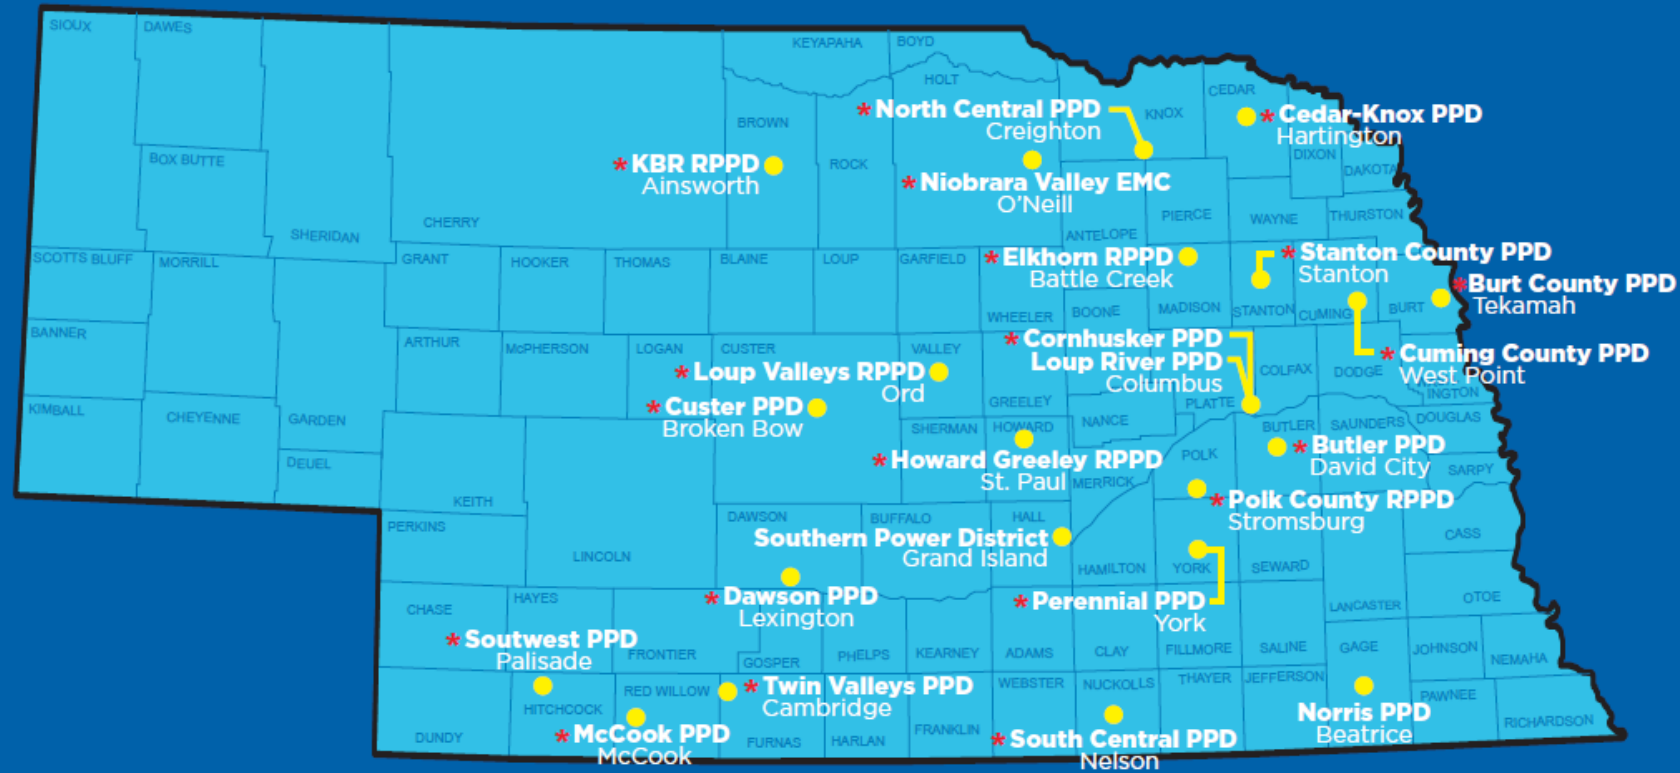 SIOUX
DAWES
KEYAPAHA
BOYD
HOLT
CEDAR
* North Central PPD
Creighton
KNOX
* Cedar-Knox PPD
Hartington
BROWN
BOX BUTTE
* KBR RPPD
Ainsworth
ROCK
DIXON
DAKOTA
* Niobrara Valley EMC
O'Neill
CHERRY
SHERIDAN
PIERCE
WAYNE
THURSTON
ANTELOPE
SCOTTS BLUFF
MORRILL
GRANT
HOOKER
THOMAS
BLAINE
LOUP
GARFIELD
* Elkhorn RPPD
Battle Creek
* Stanton County PPD
Stanton
* Burt County PPD
Tekamah
WHEELER
BOONE
MADISON
STANTON
CUMING
BURT
BANNER
ARTHUR
McPHERSON
LOGAN
CUSTER
VALLEY
* Cornhusker PPD
Loup River PPD
Columbus
* Cuming County PPD
West Point
COLFAX
DODGE
INGTON
* Loup Valleys RPPD
Ord
* Custer PPD
Broken Bow
GREELEY
PLATTE
KIMBALL
CHEYENNE
GARDEN
SHERMAN
HOWARD
NANCE
BUTLER
SAUNDERS
DOUGLAS
* Butler PPD
David City
DEUEL
* Howard Greeley RPPD
St. Paul
MERRICK
POLK
SARPY
KEITH
* Polk County RPPD
Stromsburg
PERKINS
DAWSON
BUFFALO
HALL
Southern Power District
Grand Island
CASS
LINCOLN
HAMILTON
YORK
SEWARD
* Dawson PPD
Lexington
* Perennial PPD
York
CHASE
HAYES
LANCASTER
OTOE
* Soutwest PPD
Palisade
FRONTIER
GOSPER
PHELPS
KEARNEY
ADAMS
CLAY
FILLMORE
SALINE
GAGE
JOHNSON
NEMAHA
RED WILLOW
* Twin Valleys PPD
Cambridge
WEBSTER
NUCKOLLS
THAYER
JEFFERSON
PAWNEE
HITCHCOCK
Norris PPD
Beatrice
RICHARDSON
DUNDY
* McCook PPD
McCook
FURNAS
HARLAN
FRANKLIN
* South Central PPD
Nelson